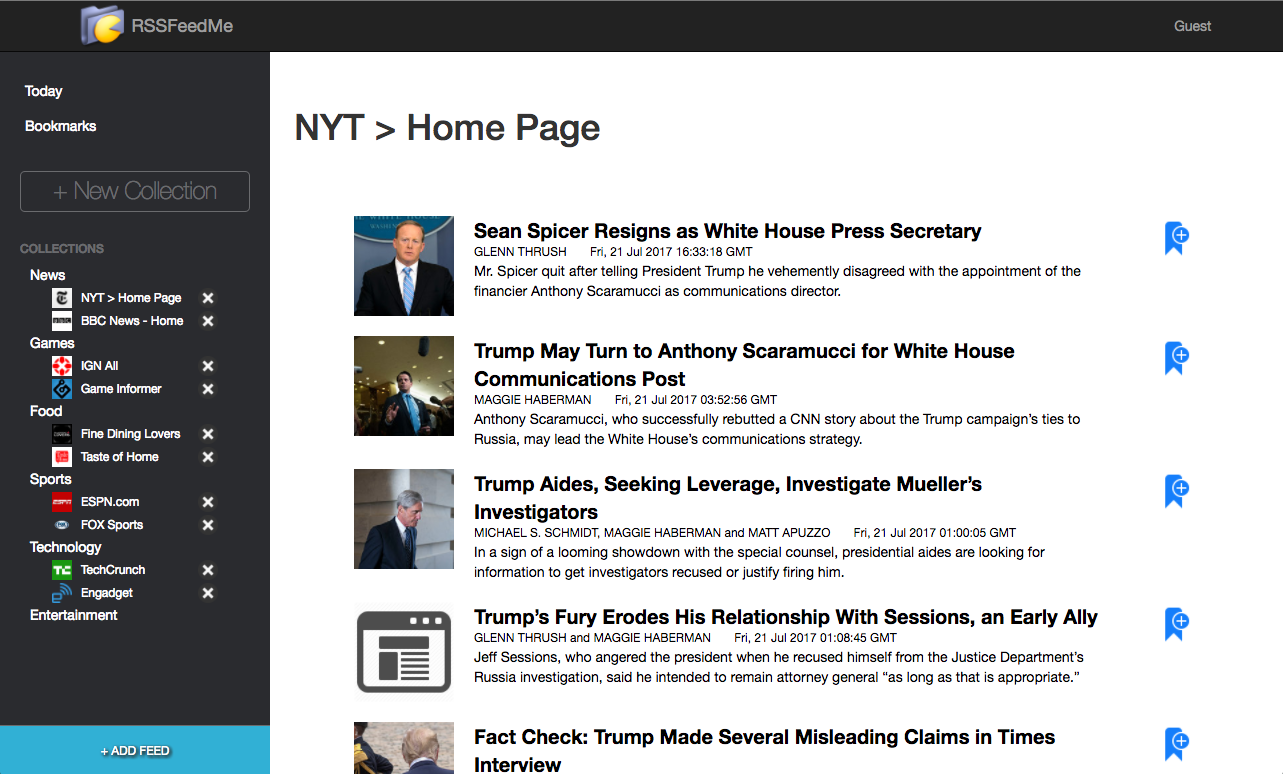 RSSFeedMe
Guest
Today
Bookmarks
+ New Collection
COLLECTIONS
News
NYT > Home Page
BBC News - Home
Games
IGN All
Game Informer
Food
Fine Dining Lovers
Taste of Home
Sports
ESPN.com
FOX Sports
Technology
TechCrunch
Engadget
Entertainment
+ ADD FEED
NYT > Home Page
Sean Spicer Resigns as White House Press Secretary
GLENN THRUSH Fri, 21 Jul 2017 16:33:18 GMT
Mr. Spicer quit after telling President Trump he vehemently disagreed with the appointment of the
financier Anthony Scaramucci as communications director.
Trump May Turn to Anthony Scaramucci for White House
Communications Post
MAGGIE HABERMAN Fri, 21 Jul 2017 03:52:56 GMT
Anthony Scaramucci, who successfully rebutted a CNN story about the Trump campaign’s ties to
Russia, may lead the White House’s communications strategy.
Trump Aides, Seeking Leverage, Investigate Mueller’s
Investigators
MICHAEL S. SCHMIDT, MAGGIE HABERMAN and MATT APUZZO Fri, 21 Jul 2017 01:00:05 GMT
In a sign of a looming showdown with the special counsel, presidential aides are looking for
information to get investigators recused or justify firing him.
Trump’s Fury Erodes His Relationship With Sessions, an Early Ally
GLENN THRUSH and MAGGIE HABERMAN Fri, 21 Jul 2017 01:08:45 GMT
Jeff Sessions, who angered the president when he recused himself from the Justice Department’s
Russia investigation, said he intended to remain attorney general “as long as that is appropriate.”
Fact Check: Trump Made Several Misleading Claims in Times
Interview